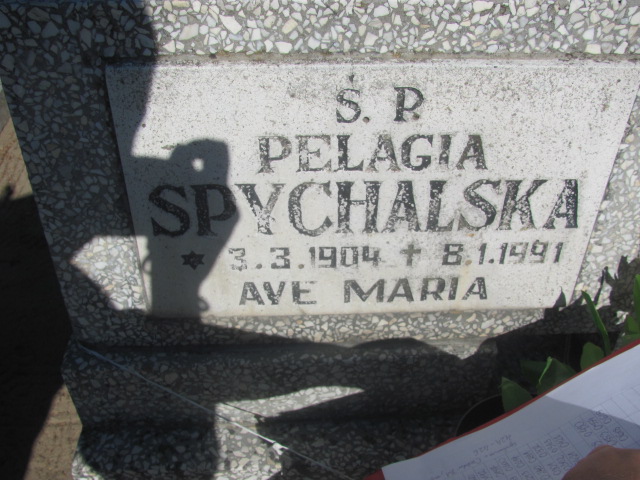 Ś. P.
PELAGIA
SPYCHALSKA
* 3.3.1904 ✝ 8.1.1991
AVE MARIA